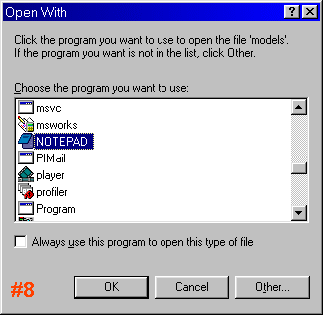 Open With
Click the program you want to use to open the file 'models'.
If the program you want is not in the list, click Other.
Choose the program you want to use:
msvc
msworks
NOTEPAD
PIMail
player
profiler
Program
Always use this program to open this type of file
#8
OK
Cancel
Other...